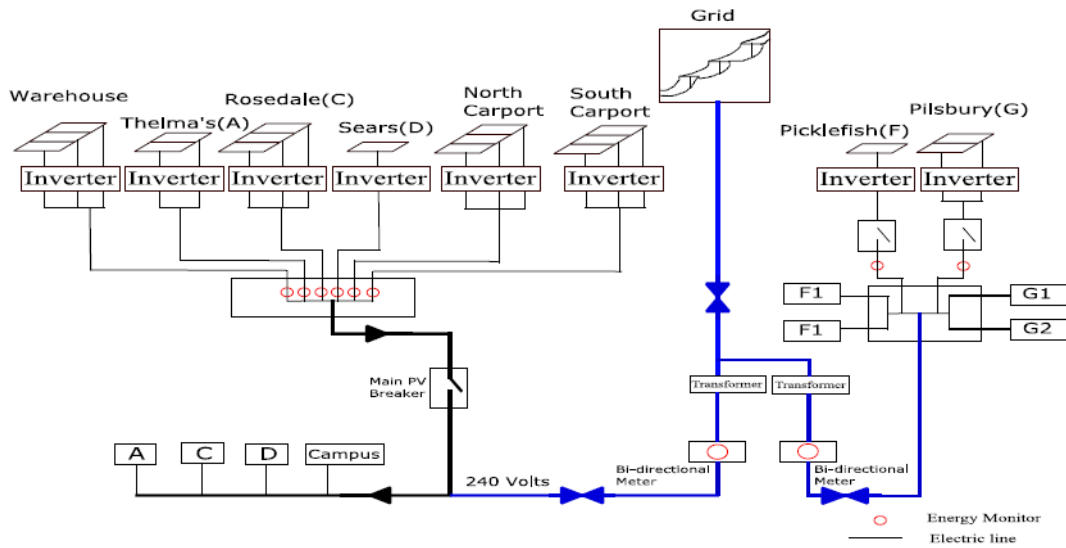 Grid
Warehouse
Thelma's(A)
Rosedale(C)
Sears(D)
North
Carport
South
Carport
Picklefish(F)
Pilsbury(G)
Inverter
Inverter
Inverter
Inverter
Inverter
Inverter
Inverter
Inverter
F1
F1
G1
G2
Main PV
Breaker
Transformer
Transformer
A
C
D
Campus
240 Volts
Bi-directional
Meter
Bi-directional
Meter
Energy Monitor
Electric line